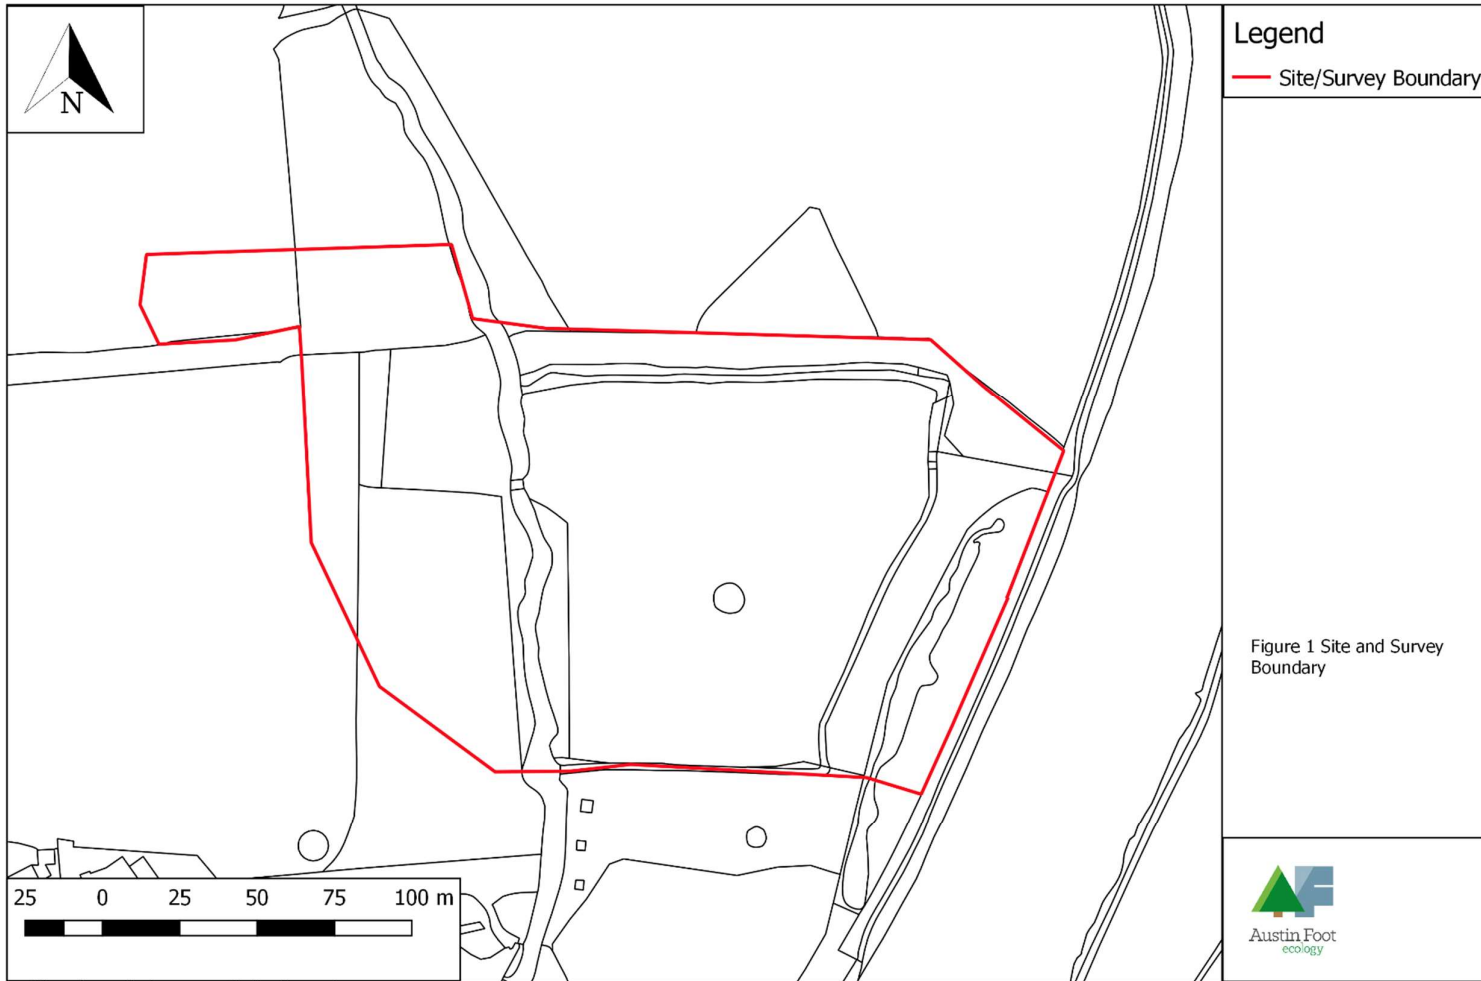 N
Legend
Site/Survey Boundary
Figure 1 Site and Survey
Boundary
25 0 25 50 75 100 m
Austin Foot
ecology